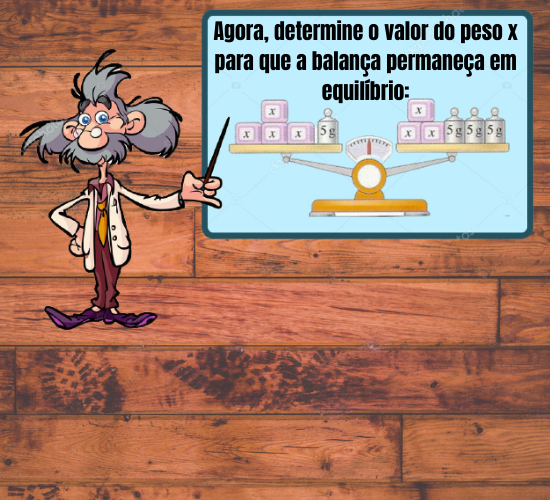 Agora, determine o valor do peso x
para que a balança permaneça em
equilíbrio:
x x
x x x 5g x x 5g 5g 5g